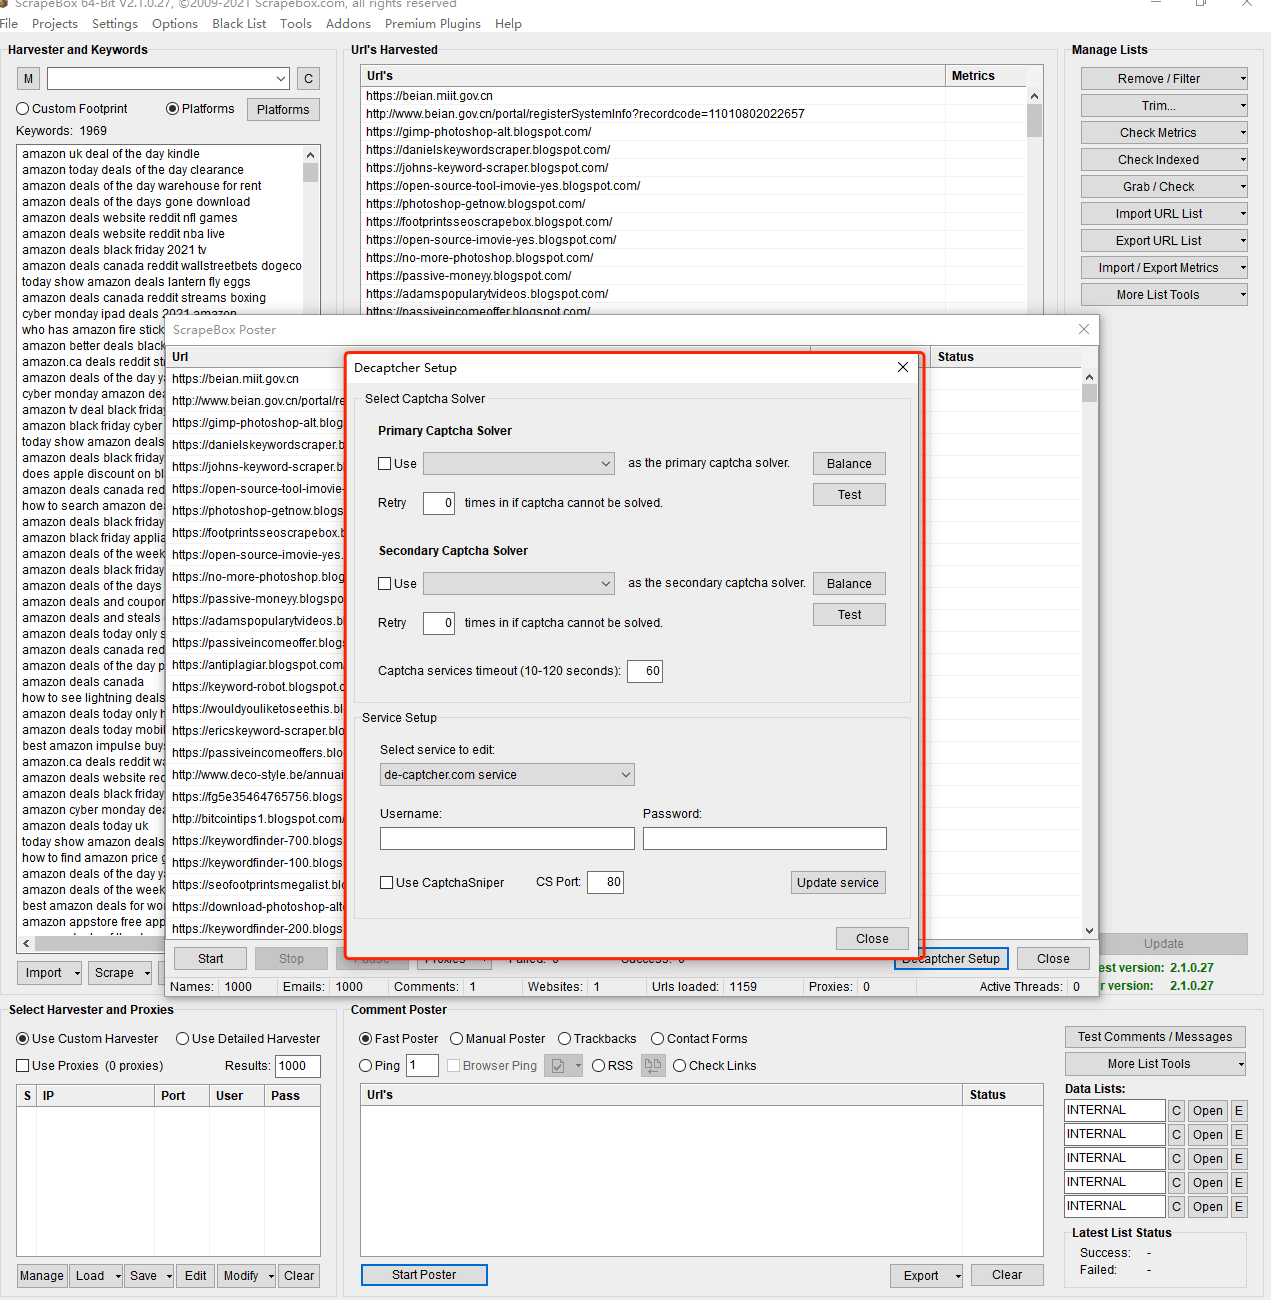 ScrapeBox 64-Bit V2.1.0.27, ©2009-2021 Scrapebox.com, all rights reserved
File Projects Settings Options Black List Tools Addons Premium Plugins Help
Harvester and Keywords
M
C
Custom Footprint
Platforms
Platforms
Keywords: 1969
amazon uk deal of the day kindle
amazon today deals of the day clearance
amazon deals of the day warehouse for rent
amazon deals of the days gone download
amazon deals website reddit nfl games
amazon deals website reddit nba live
amazon deals black friday 2021 tv
amazon deals canada reddit wallstreetbets dogeco
today show amazon deals lantern fly eggs
amazon deals canada reddit streams boxing
cyber monday ipad deals 2021 amazon
who has amazon fire stick
amazon better deals black
amazon.ca deals reddit st
amazon deals of the day ya
cyber monday amazon dea
amazon tv deal black friday
amazon black friday cyber
today show amazon deals
amazon deals black friday
does apple discount on bl
amazon deals canada red
how to search amazon de
amazon deals black friday
amazon black friday applia
amazon deals of the week
amazon deals black friday
amazon deals of the days
amazon deals and coupon
amazon deals and steals
amazon deals today only s
amazon deals canada red
amazon deals of the day p
amazon deals canada
how to see lightning deals
amazon deals today only h
amazon deals today mobil
best amazon impulse buys
amazon.ca deals reddit wa
amazon deals website rec
amazon deals black friday
amazon cyber monday dea
amazon deals today uk
today show amazon deals
how to find amazon price g
amazon deals of the day ya
amazon deals of the week
best amazon deals for wo
amazon appstore free app
Import
Scrape
Url's Harvested
Url's Metrics
https://beian.miit.gov.cn
http://www.beian.gov.cn/portal/registerSystemInfo?recordcode=11010802022657
https://gimp-photoshop-alt.blogspot.com/
https://danielskeywordscraper.blogspot.com/
https://johns-keyword-scraper.blogspot.com/
https://open-source-tool-imovie-yes.blogspot.com/
https://photoshop-getnow.blogspot.com/
https://footprintsseoscrapebox.blogspot.com/
https://open-source-imovie-yes.blogspot.com/
https://no-more-photoshop.blogspot.com/
https://passive-moneyy.blogspot.com/
https://adamspopularytvideos.blogspot.com/
https://passiveincomeoffer.blogspot.com/
Manage Lists
Remove / Filter
Trim...
Check Metrics
Check Indexed
Grab / Check
Import URL List
Export URL List
Import / Export Metrics
More List Tools
Update
est version: 2.1.0.27
r version: 2.1.0.27
ScrapeBox Poster
Url
Status
https://beian.miit.gov.cn
http://www.beian.gov.cn/portal/re
https://gimp-photoshop-alt.blog
https://danielskeywordscraper.b
https://johns-keyword-scraper.b
https://open-source-tool-imovie-
https://photoshop-getnow.blogs
https://footprintsseoscrapebox.b
https://open-source-imovie-yes.
https://no-more-photoshop.blog
https://passive-moneyy.blogspo
https://adamspopularytvideos.b
https://passiveincomeoffer.blogs
https://antiplagiar.blogspot.com/
https://keyword-robot.blogspot.c
https://wouldyouliketoseethis.bl
https://ericskeyword-scraper.blo
https://passiveincomeoffers.blo
http://www.deco-style.be/annuai
https://fg5e35464765756.blogs
http://bitcointips1.blogspot.com/
https://keywordfinder-700.blogs
https://keywordfinder-100.blogs
https://seofootprintsmegalist.bl
https://download-photoshop-alt
https://keywordfinder-200.blogs
Start
Stop
Pause
Proxies
Failed: 0
Success: 0
Decaptcher Setup
Close
Names: 1000 Emails: 1000 Comments: 1 Websites: 1 Urls loaded: 1159 Proxies: 0 Active Threads: 0
Decaptcher Setup
Select Captcha Solver
Primary Captcha Solver
Use as the primary captcha solver. Balance
Test
Retry 0 times in if captcha cannot be solved.
Secondary Captcha Solver
Use as the secondary captcha solver. Balance
Test
Retry 0 times in if captcha cannot be solved.
Captcha services timeout (10-120 seconds): 60
Service Setup
Select service to edit:
de-captcher.com service
Username: Password:
Use CaptchaSniper CS Port: 80 Update service
Close
Select Harvester and Proxies
Use Custom Harvester Use Detailed Harvester
Use Proxies (0 proxies) Results: 1000
S IP Port User Pass
Manage Load Save Edit Modify Clear
Comment Poster
Fast Poster Manual Poster Trackbacks Contact Forms
Ping 1 Browser Ping RSS Check Links
Url's Status
Start Poster Export Clear
Test Comments / Messages
More List Tools
Data Lists:
INTERNAL C Open E
INTERNAL C Open E
INTERNAL C Open E
INTERNAL C Open E
INTERNAL C Open E
Latest List Status
Success: -
Failed: -